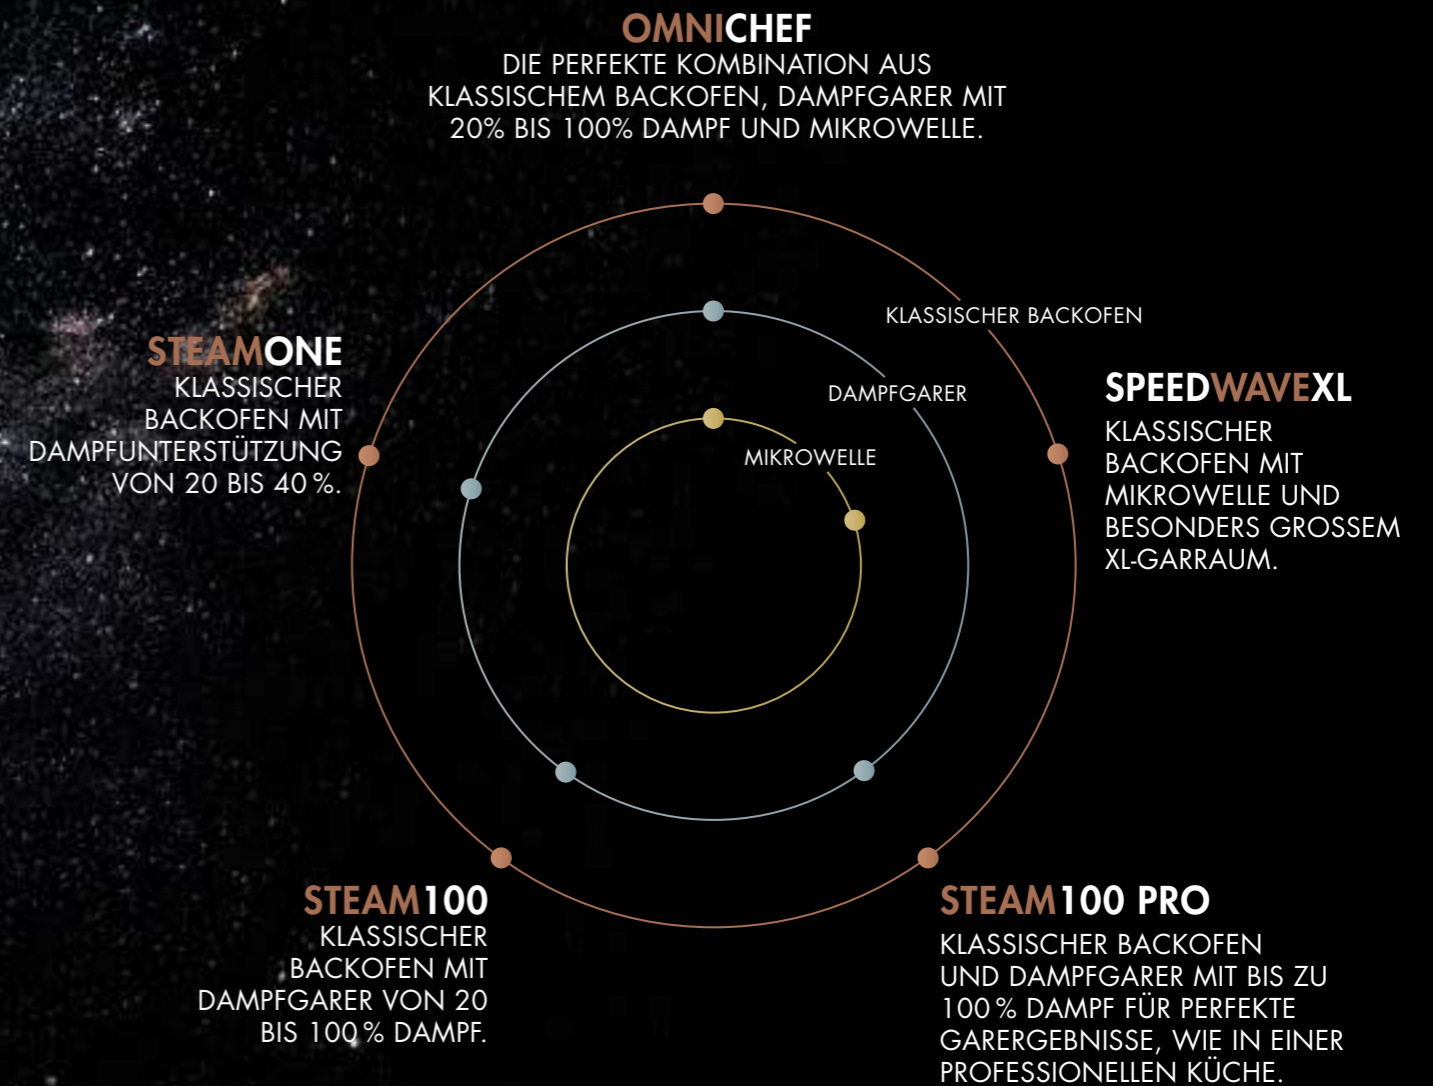 OMNICHEF
DIE PERFEKTE KOMBINATION AUS
KLASSISCHEM BACKOFEN, DAMPFGARER MIT
20% BIS 100% DAMPF UND MIKROWELLE.
KLASSISCHER BACKOFEN
DAMPFGARER
MIKROWELLE
STEAMONE
KLASSISCHER
BACKOFEN MIT
DAMPFUNTERSTÜTZUNG
VON 20 BIS 40 %.
SPEEDWAVEXL
KLASSISCHER
BACKOFEN MIT
MIKROWELLE UND
BESONDERS GROSSEM
XL-GARRAUM.
STEAM100
KLASSISCHER
BACKOFEN MIT
DAMPFGARER VON 20
BIS 100 % DAMPF.
STEAM100 PRO
KLASSISCHER BACKOFEN
UND DAMPFGARER MIT BIS ZU
100 % DAMPF FÜR PERFEKTE
GARERGEBNISSE, WIE IN EINER
PROFESSIONELLEN KÜCHE.